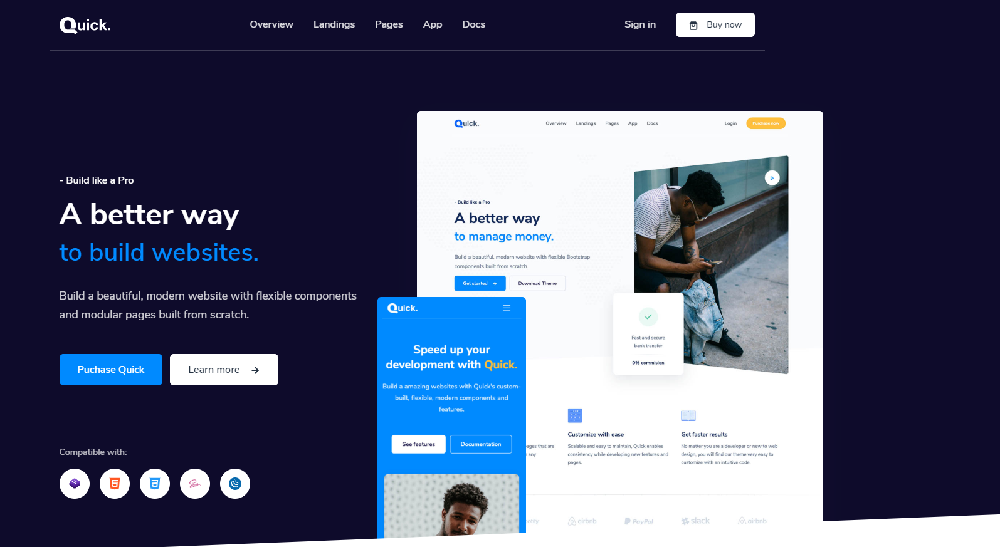 Quick.
Overview Landings Pages App Docs
Sign in
Buy now
- Build like a Pro
A better way
to build websites.
Build a beautiful, modern website with flexible components
and modular pages built from scratch.
Puchase Quick
Learn more
Compatible with:
Quick.
Overview Landings Pages App Docs
Login
Purchase now
- Build like a Pro
A better way
to manage money.
Build a beautiful, modern website with flexible Bootstrap
components built from scratch.
Get started
Download Theme
Fast and secure
bank transfer
0% commision
Quick.
Speed up your
development with Quick.
Build a amazing websites with Quick's custom-
built, flexible, modern components and
features.
See features
Documentation
ages that are
any
Customize with ease
Scalable and easy to maintain, Quick enables
consistency while developing new features and
pages.
Get faster results
No matter you are a developer or new to web
design, you will find our theme very easy to
customize with an intuitive code.
otify
airbnb
PayPal
slack
airbnb